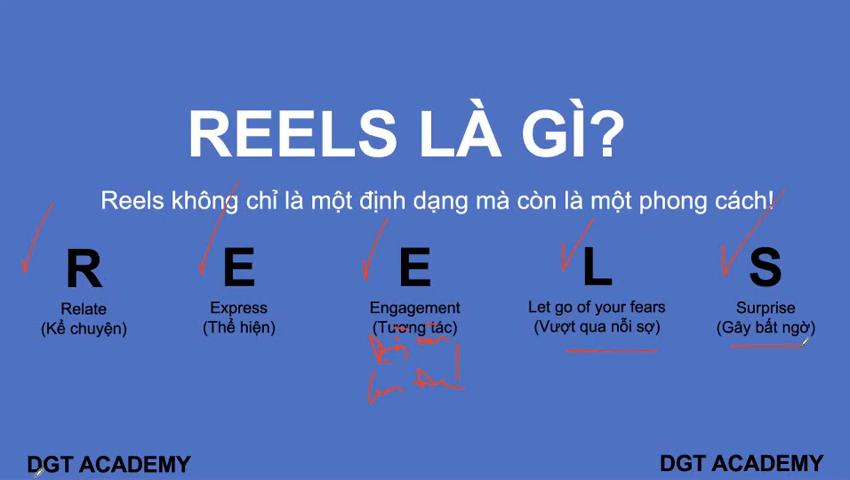 REELS LÀ GÌ?
Reels không chỉ là một định dạng mà còn là một phong cách!
R E E L S
Relate Express Engagement Let go of your fears Surprise
(Kể chuyện) (Thể hiện) (Tương tác) (Vượt qua nỗi sợ) (Gây bất ngờ)
DGT ACADEMY DGT ACADEMY